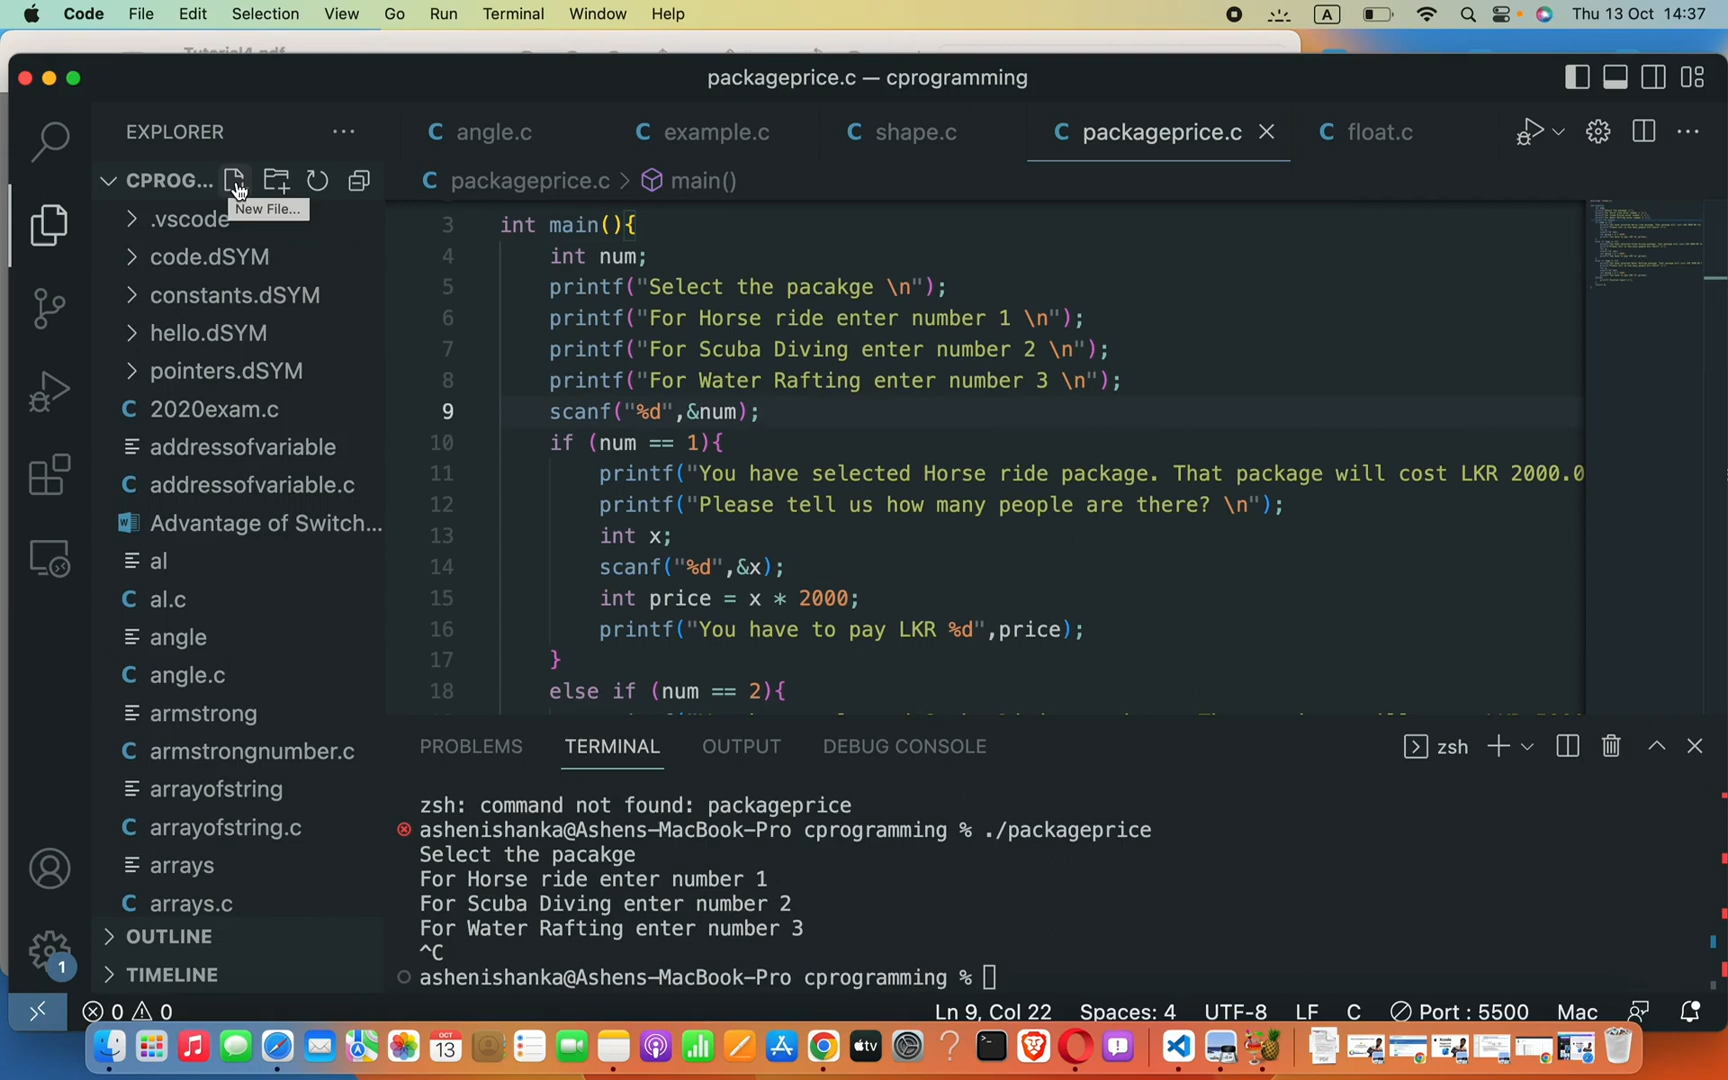 Code File Edit Selection View Go Run Terminal Window Help A Thu 13 Oct 14:37
Tutorial4.pdf
packageprice.c — cprogramming
EXPLORER ···
angle.c example.c shape.c packageprice.c float.c
CPROG...
packageprice.c > main()
New File...
.vscode
code.dSYM
constants.dSYM
hello.dSYM
pointers.dSYM
2020exam.c
addressofvariable
addressofvariable.c
Advantage of Switch...
al
al.c
angle
angle.c
armstrong
armstrongnumber.c
arrayofstring
arrayofstring.c
arrays
arrays.c
OUTLINE
TIMELINE
3 int main(){
4 int num;
5 printf("Select the pacakge \n");
6 printf("For Horse ride enter number 1 \n");
7 printf("For Scuba Diving enter number 2 \n");
8 printf("For Water Rafting enter number 3 \n");
9 scanf("%d",&num);
10 if (num == 1){
11 printf("You have selected Horse ride package. That package will cost LKR 2000.0
12 printf("Please tell us how many people are there? \n");
13 int x;
14 scanf("%d",&x);
15 int price = x * 2000;
16 printf("You have to pay LKR %d",price);
17 }
18 else if (num == 2){
PROBLEMS TERMINAL OUTPUT DEBUG CONSOLE zsh
zsh: command not found: packageprice
ashenishanka@Ashens-MacBook-Pro cprogramming % ./packageprice
Select the pacakge
For Horse ride enter number 1
For Scuba Diving enter number 2
For Water Rafting enter number 3
^C
ashenishanka@Ashens-MacBook-Pro cprogramming %
1
0 0 Ln 9, Col 22 Spaces: 4 UTF-8 LF C Port : 5500 Mac
OCT
13
tv